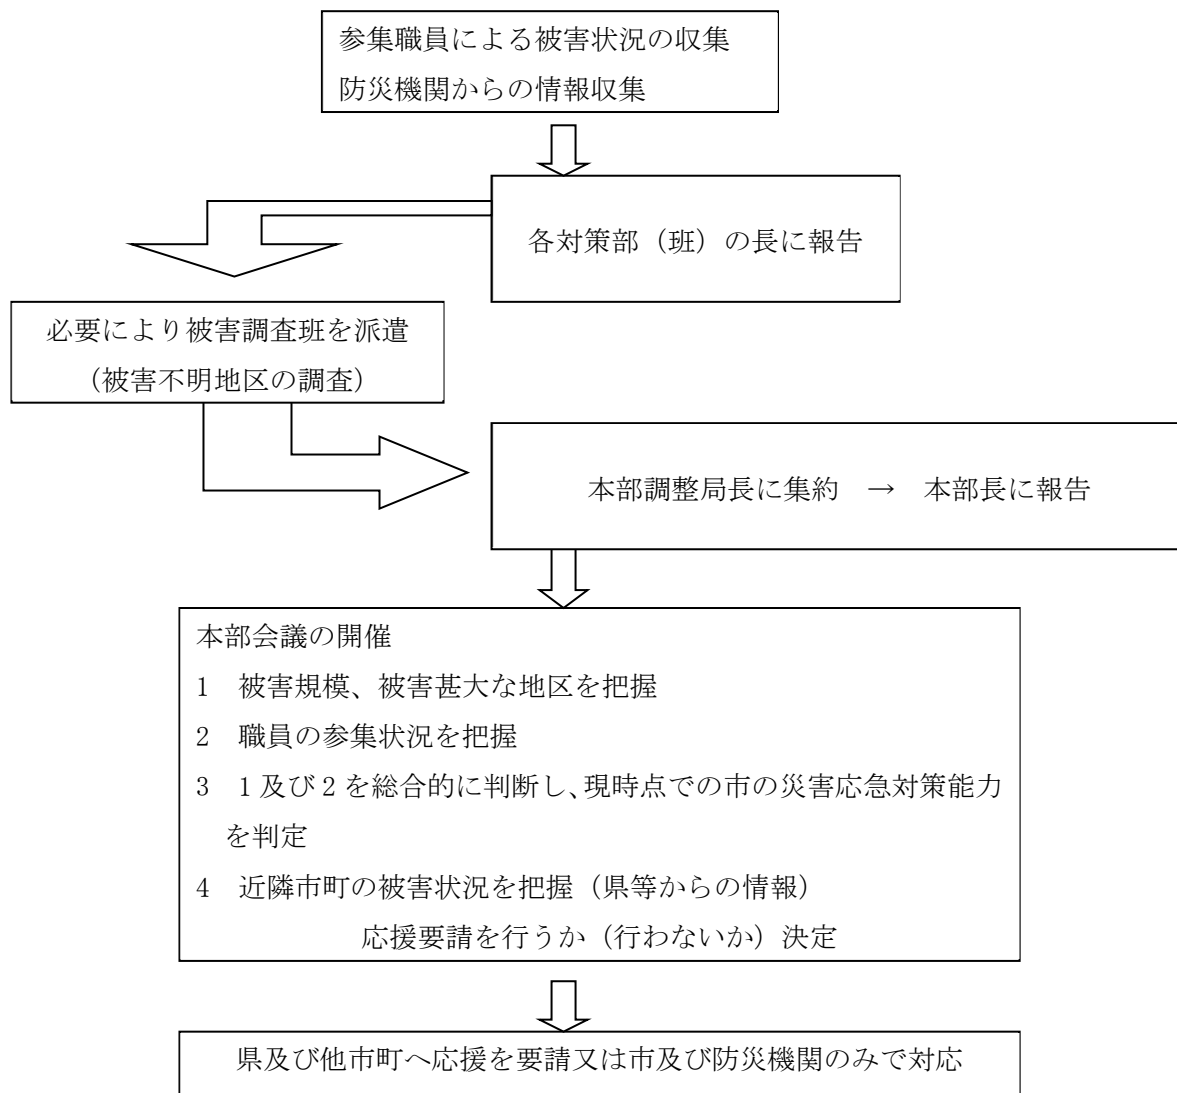 参集職員による被害状況の収集
防災機関からの情報収集
各対策部（班）の長に報告
必要により被害調査班を派遣
（被害不明地区の調査）
本部調整局長に集約　→　本部長に報告
本部会議の開催
1　被害規模、被害甚大な地区を把握
2　職員の参集状況を把握
3　1 及び 2 を総合的に判断し、現時点での市の災害応急対策能力
を判定
4　近隣市町の被害状況を把握（県等からの情報）
応援要請を行うか（行わないか）決定
県及び他市町へ応援を要請又は市及び防災機関のみで対応